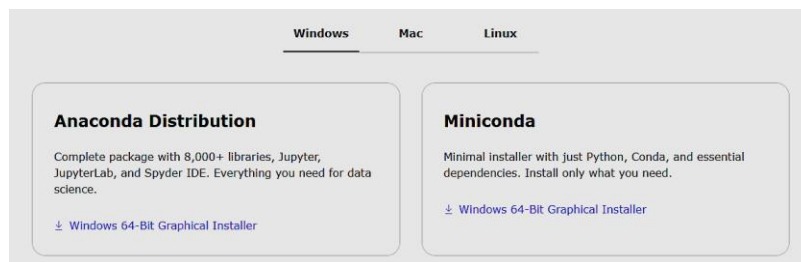 Windows Mac Linux
Anaconda Distribution
Complete package with 8,000+ libraries, Jupyter,
JupyterLab, and Spyder IDE. Everything you need for data
science.
Windows 64-Bit Graphical Installer
Miniconda
Minimal installer with just Python, Conda, and essential
dependencies. Install only what you need.
Windows 64-Bit Graphical Installer